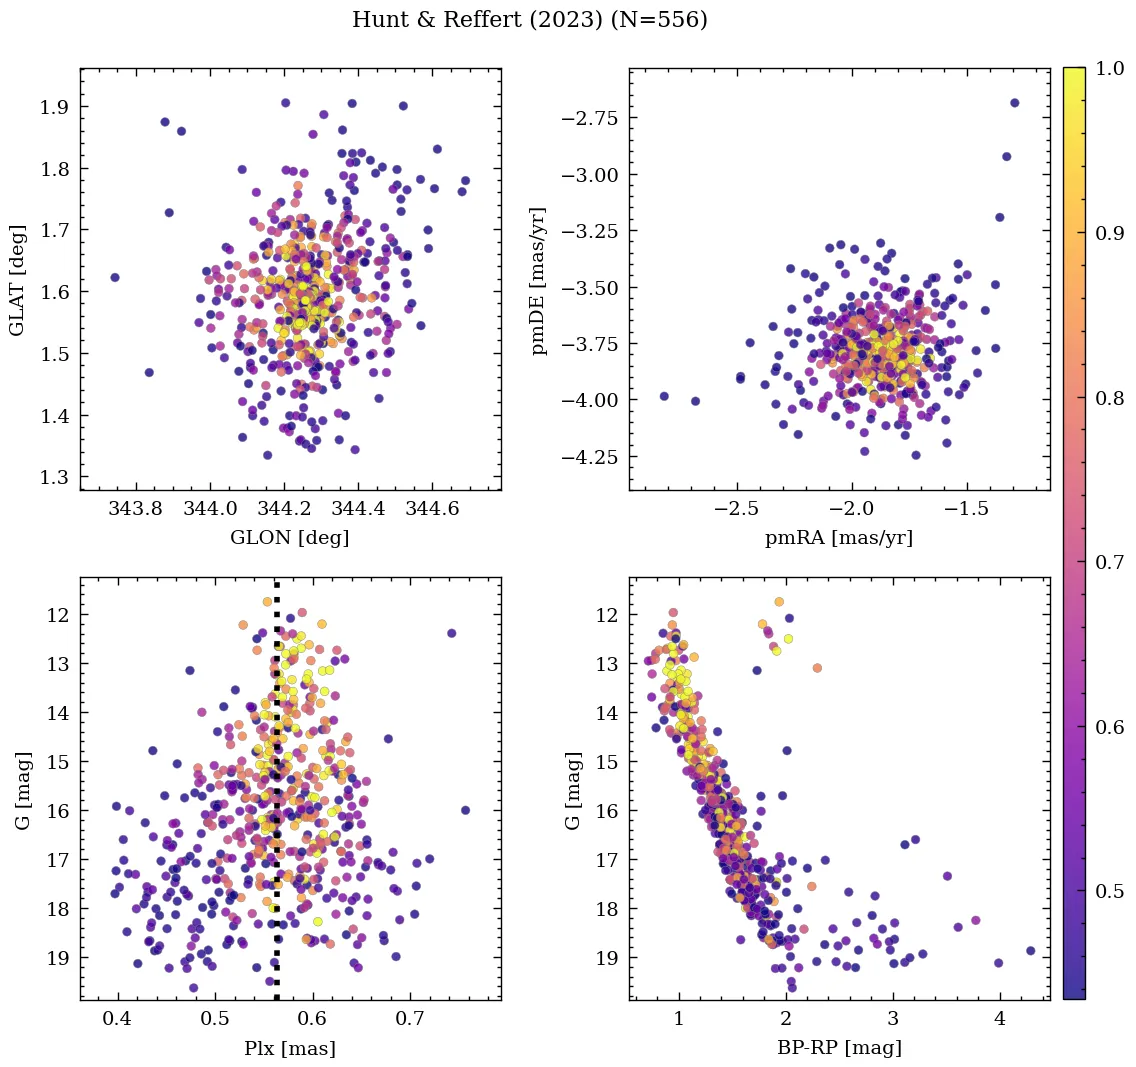 Hunt & Reffert (2023) (N=556)
1.9
1.8
1.7
1.6
1.5
1.4
1.3
GLAT [deg]
343.8 344.0 344.2 344.4 344.6
GLON [deg]
−2.75
−3.00
−3.25
−3.50
−3.75
−4.00
−4.25
pmDE [mas/yr]
−2.5 −2.0 −1.5
pmRA [mas/yr]
1.0
0.9
0.8
0.7
0.6
0.5
12
13
14
15
16
17
18
19
G [mag]
0.4 0.5 0.6 0.7
Plx [mas]
12
13
14
15
16
17
18
19
G [mag]
1 2 3 4
BP-RP [mag]